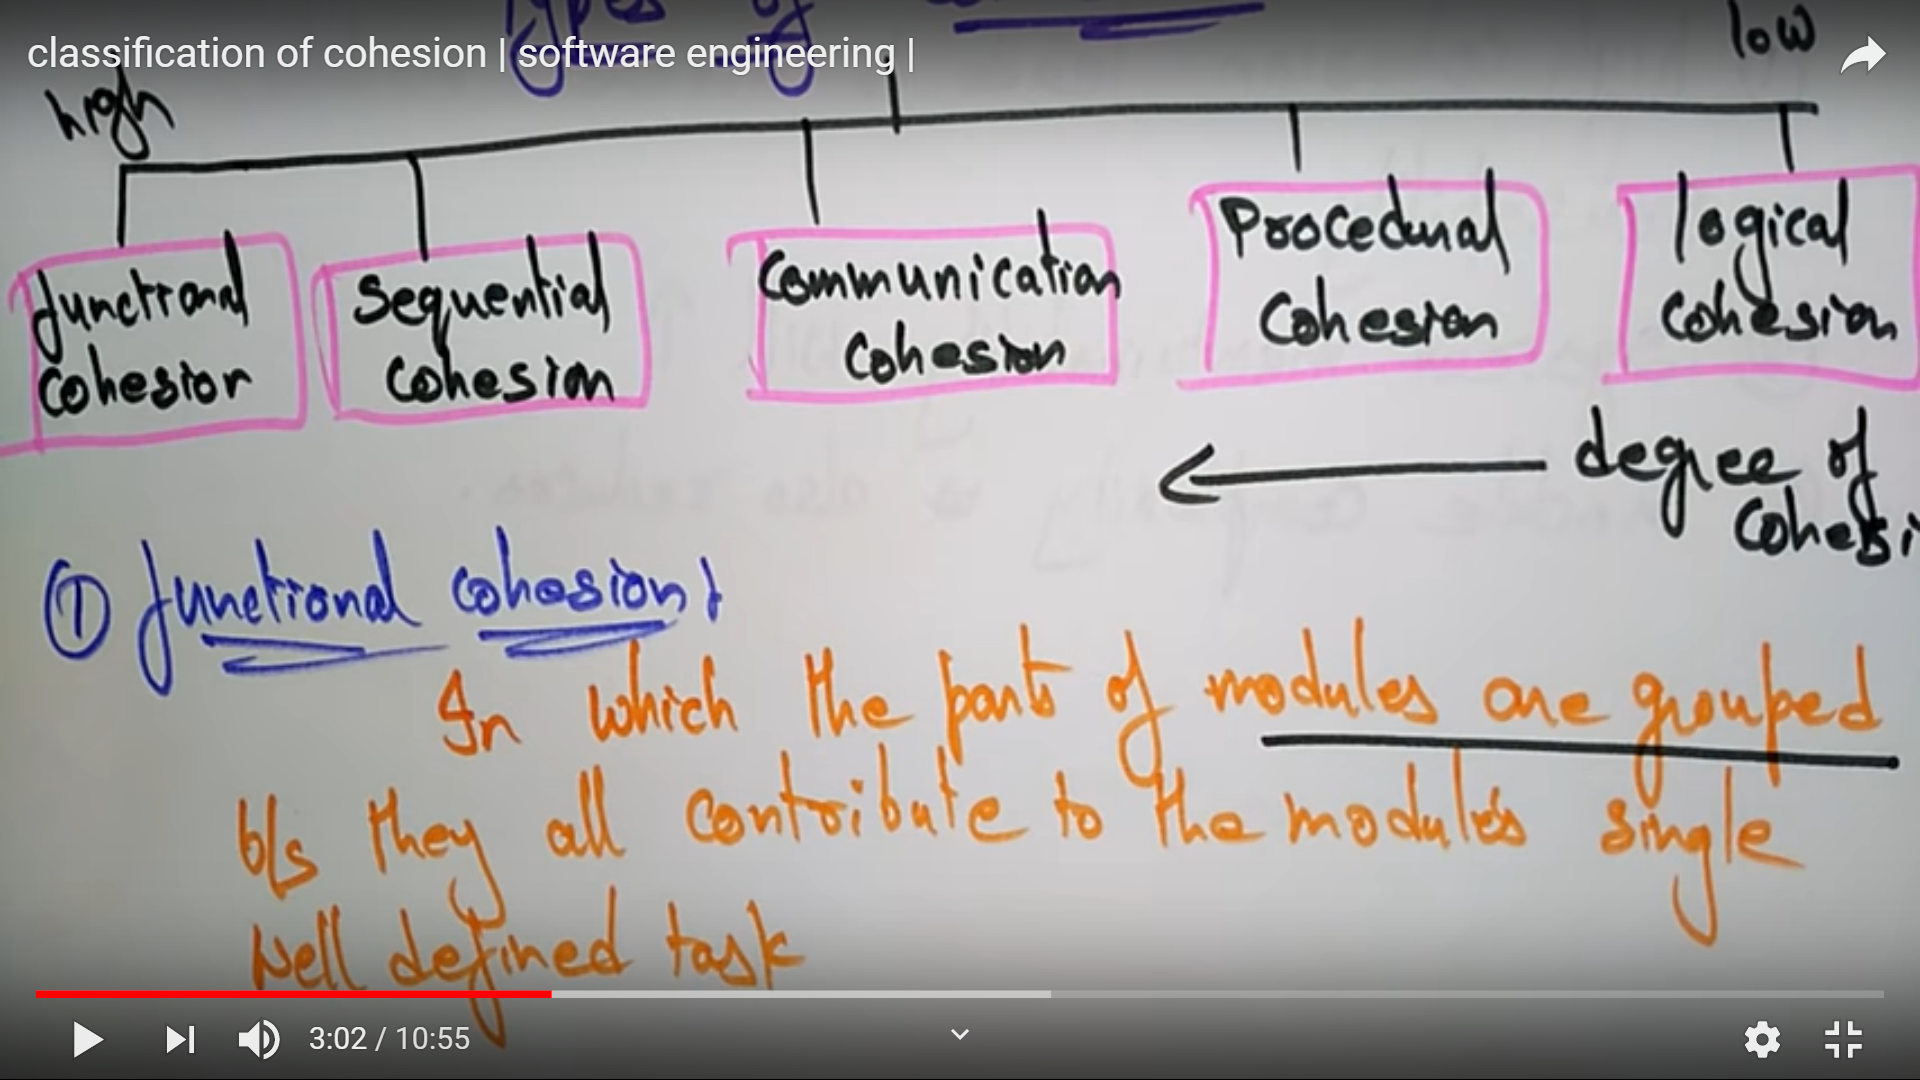 types of
classification of cohesion | software engineering |
low
high
functional
cohesion
sequential
cohesion
communication
cohesion
Procedural
cohesion
logical
cohesion
degree of
cohesi
① functional cohesion:
In which the parts of modules are grouped
b/s they all contribute to the module's single
well defined task
3:02 / 10:55